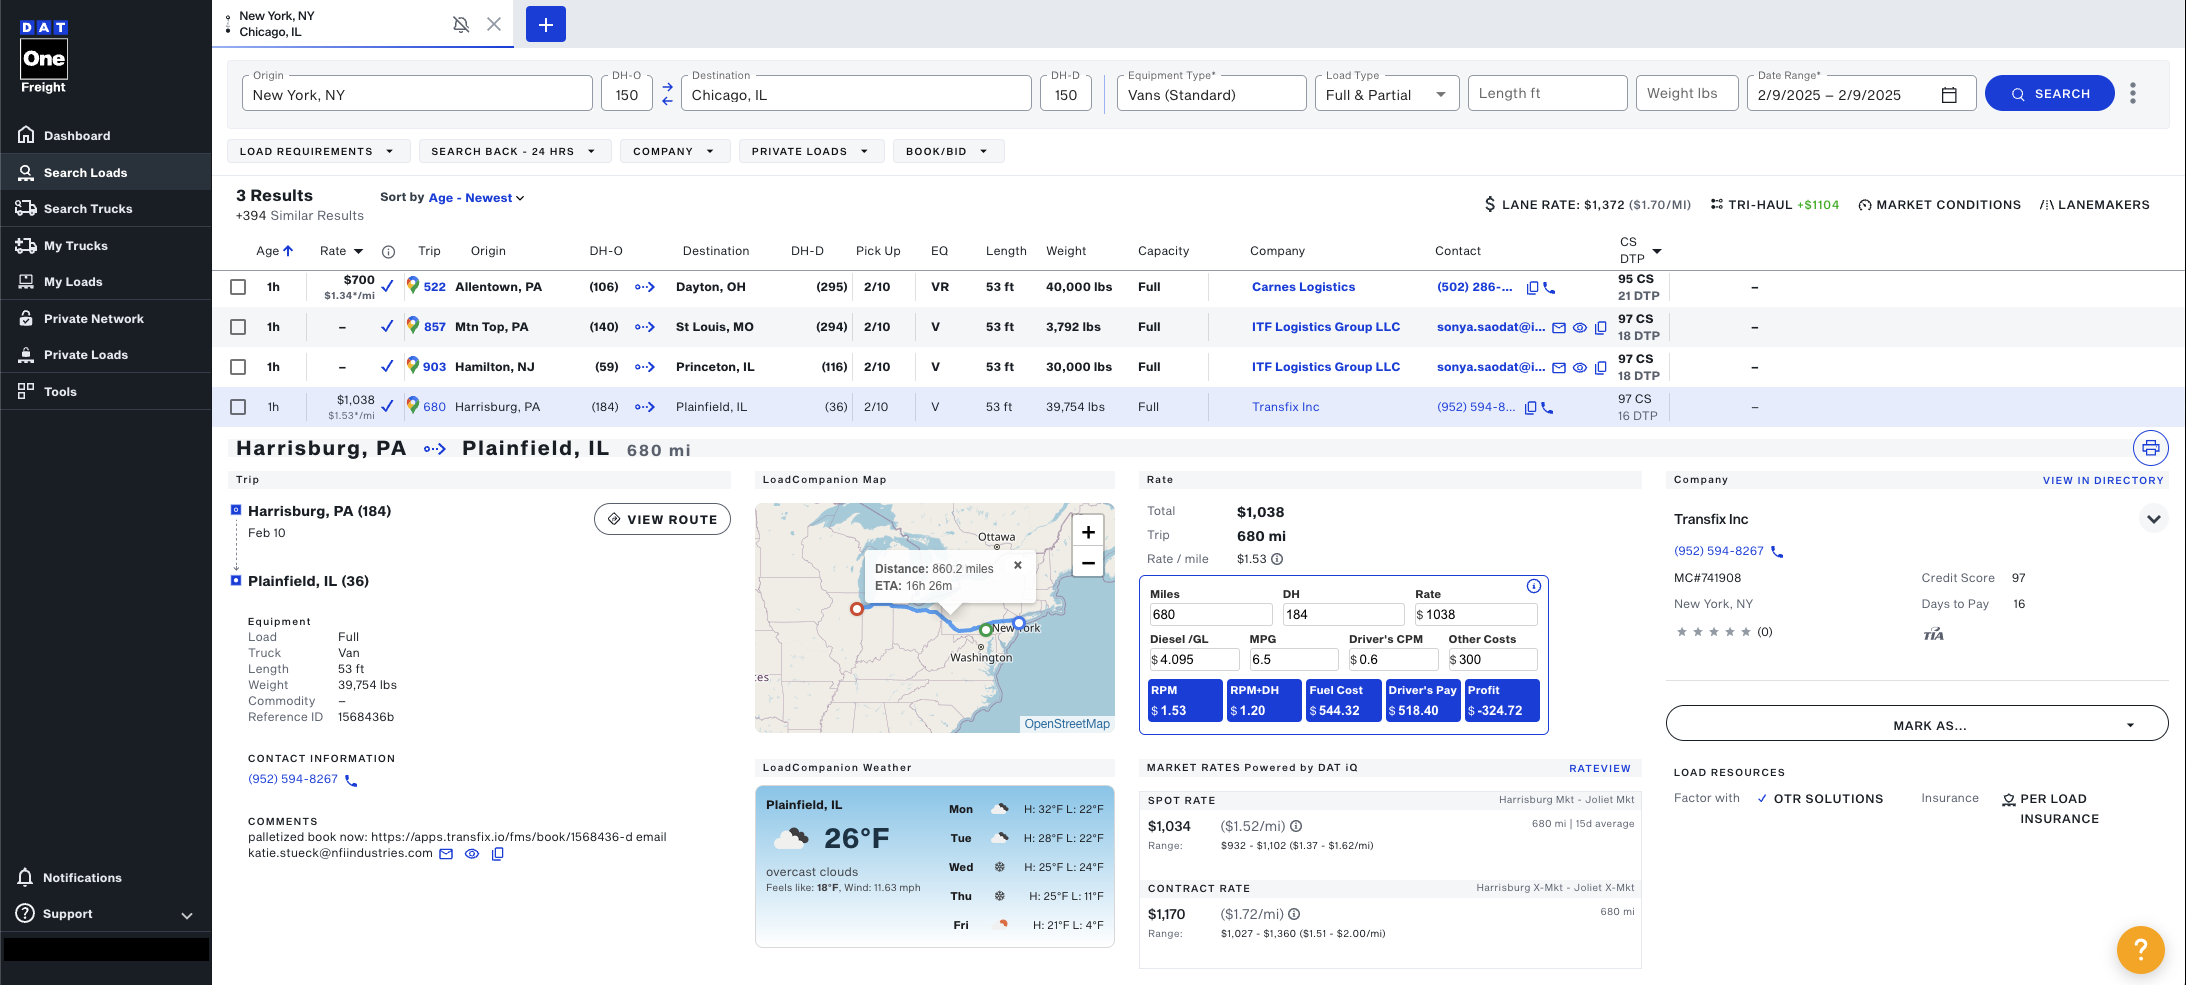 DAT
One
Freight
Dashboard
Search Loads
Search Trucks
My Trucks
My Loads
Private Network
Private Loads
Tools
Notifications
Support
New York, NY
Chicago, IL
Origin
New York, NY
DH-O
150
Destination
Chicago, IL
DH-D
150
Equipment Type*
Vans (Standard)
Load Type
Full & Partial
Length ft
Weight lbs
Date Range*
2/9/2025 – 2/9/2025
SEARCH
LOAD REQUIREMENTS
SEARCH BACK - 24 HRS
COMPANY
PRIVATE LOADS
BOOK/BID
3 Results
+394 Similar Results
Sort by Age - Newest
LANE RATE: $1,372 ($1.70/MI)
TRI-HAUL +$1104
MARKET CONDITIONS
LANEMAKERS
Age Rate Trip Origin DH-O Destination DH-D Pick Up EQ Length Weight Capacity Company Contact CS DTP
1h $700 $1.34*/mi 522 Allentown, PA (106) Dayton, OH (295) 2/10 VR 53 ft 40,000 lbs Full Carnes Logistics (502) 286-... 95 CS 21 DTP –
1h – 857 Mtn Top, PA (140) St Louis, MO (294) 2/10 V 53 ft 3,792 lbs Full ITF Logistics Group LLC sonya.saodat@i... 97 CS 18 DTP –
1h – 903 Hamilton, NJ (59) Princeton, IL (116) 2/10 V 53 ft 30,000 lbs Full ITF Logistics Group LLC sonya.saodat@i... 97 CS 18 DTP –
1h $1,038 $1.53*/mi 680 Harrisburg, PA (184) Plainfield, IL (36) 2/10 V 53 ft 39,754 lbs Full Transfix Inc (952) 594-8... 97 CS 16 DTP –
Harrisburg, PA Plainfield, IL 680 mi
Trip
Harrisburg, PA (184)
Feb 10
VIEW ROUTE
Plainfield, IL (36)
Equipment
Load Full
Truck Van
Length 53 ft
Weight 39,754 lbs
Commodity –
Reference ID 1568436b
CONTACT INFORMATION
(952) 594-8267
COMMENTS
palletized book now: https://apps.transfix.io/fms/book/1568436-d email
katie.stueck@nfiindustries.com
LoadCompanion Map
Ottawa
+
−
Distance: 860.2 miles ×
ETA: 16h 26m
New York
Washington
es
OpenStreetMap
LoadCompanion Weather
Plainfield, IL
26°F
overcast clouds
Feels like: 18°F, Wind: 11.63 mph
Mon H: 32°F L: 22°F
Tue H: 28°F L: 22°F
Wed H: 25°F L: 24°F
Thu H: 25°F L: 11°F
Fri H: 21°F L: 4°F
Rate
Total $1,038
Trip 680 mi
Rate / mile $1.53
Miles DH Rate
680 184 $ 1038
Diesel /GL MPG Driver's CPM Other Costs
$ 4.095 6.5 $ 0.6 $ 300
RPM RPM+DH Fuel Cost Driver's Pay Profit
$ 1.53 $ 1.20 $ 544.32 $ 518.40 $ -324.72
MARKET RATES Powered by DAT iQ RATEVIEW
SPOT RATE Harrisburg Mkt - Joliet Mkt
$1,034 ($1.52/mi) 680 mi | 15d average
Range: $932 - $1,102 ($1.37 - $1.62/mi)
CONTRACT RATE Harrisburg X-Mkt - Joliet X-Mkt
$1,170 ($1.72/mi) 680 mi
Range: $1,027 - $1,360 ($1.51 - $2.00/mi)
Company VIEW IN DIRECTORY
Transfix Inc
(952) 594-8267
MC#741908 Credit Score 97
New York, NY Days to Pay 16
(0) TIA
MARK AS...
LOAD RESOURCES
Factor with OTR SOLUTIONS Insurance PER LOAD
INSURANCE
?